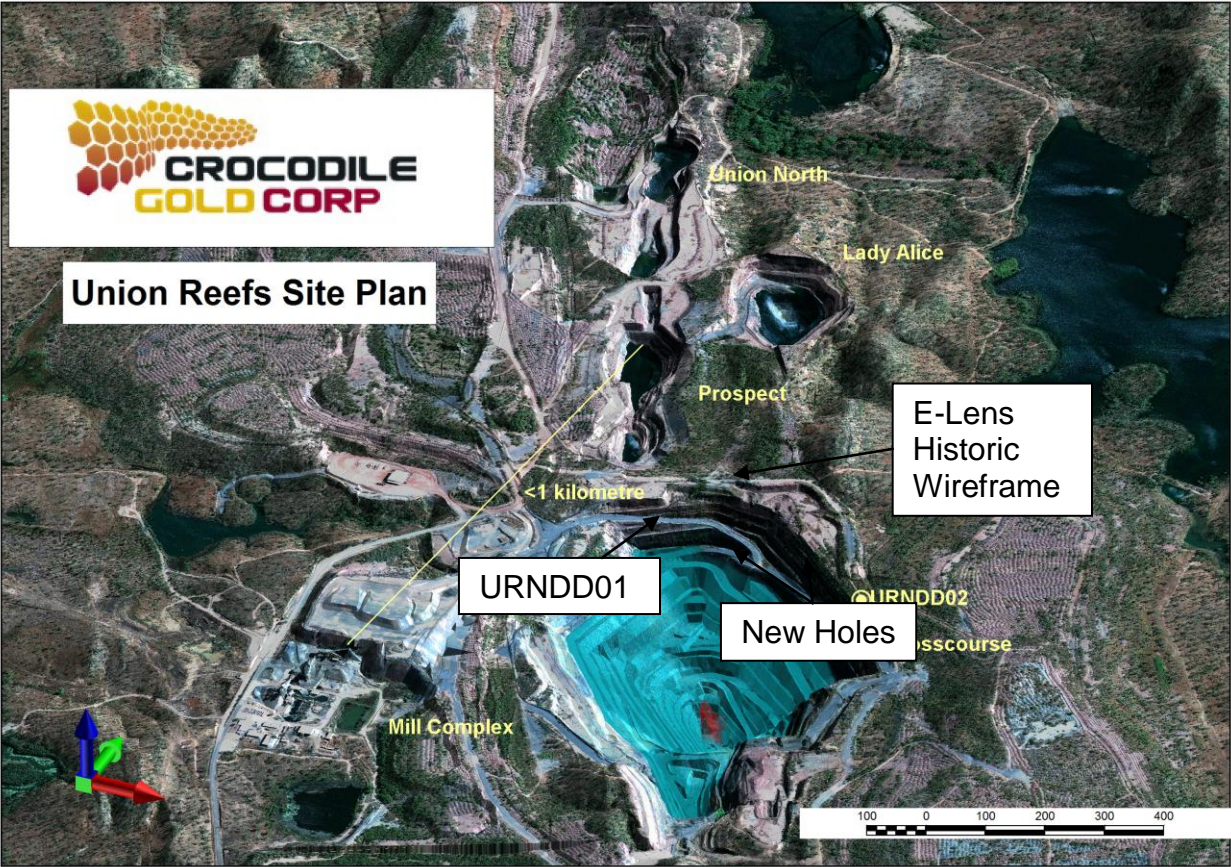 CROCODILE
GOLD CORP
Union Reefs Site Plan
Union North
Lady Alice
Prospect
E-Lens
Historic
Wireframe
<1 kilometre
URNDD01
URNDD02
New Holes
osscourse
Mill Complex
100 0 100 200 300 400